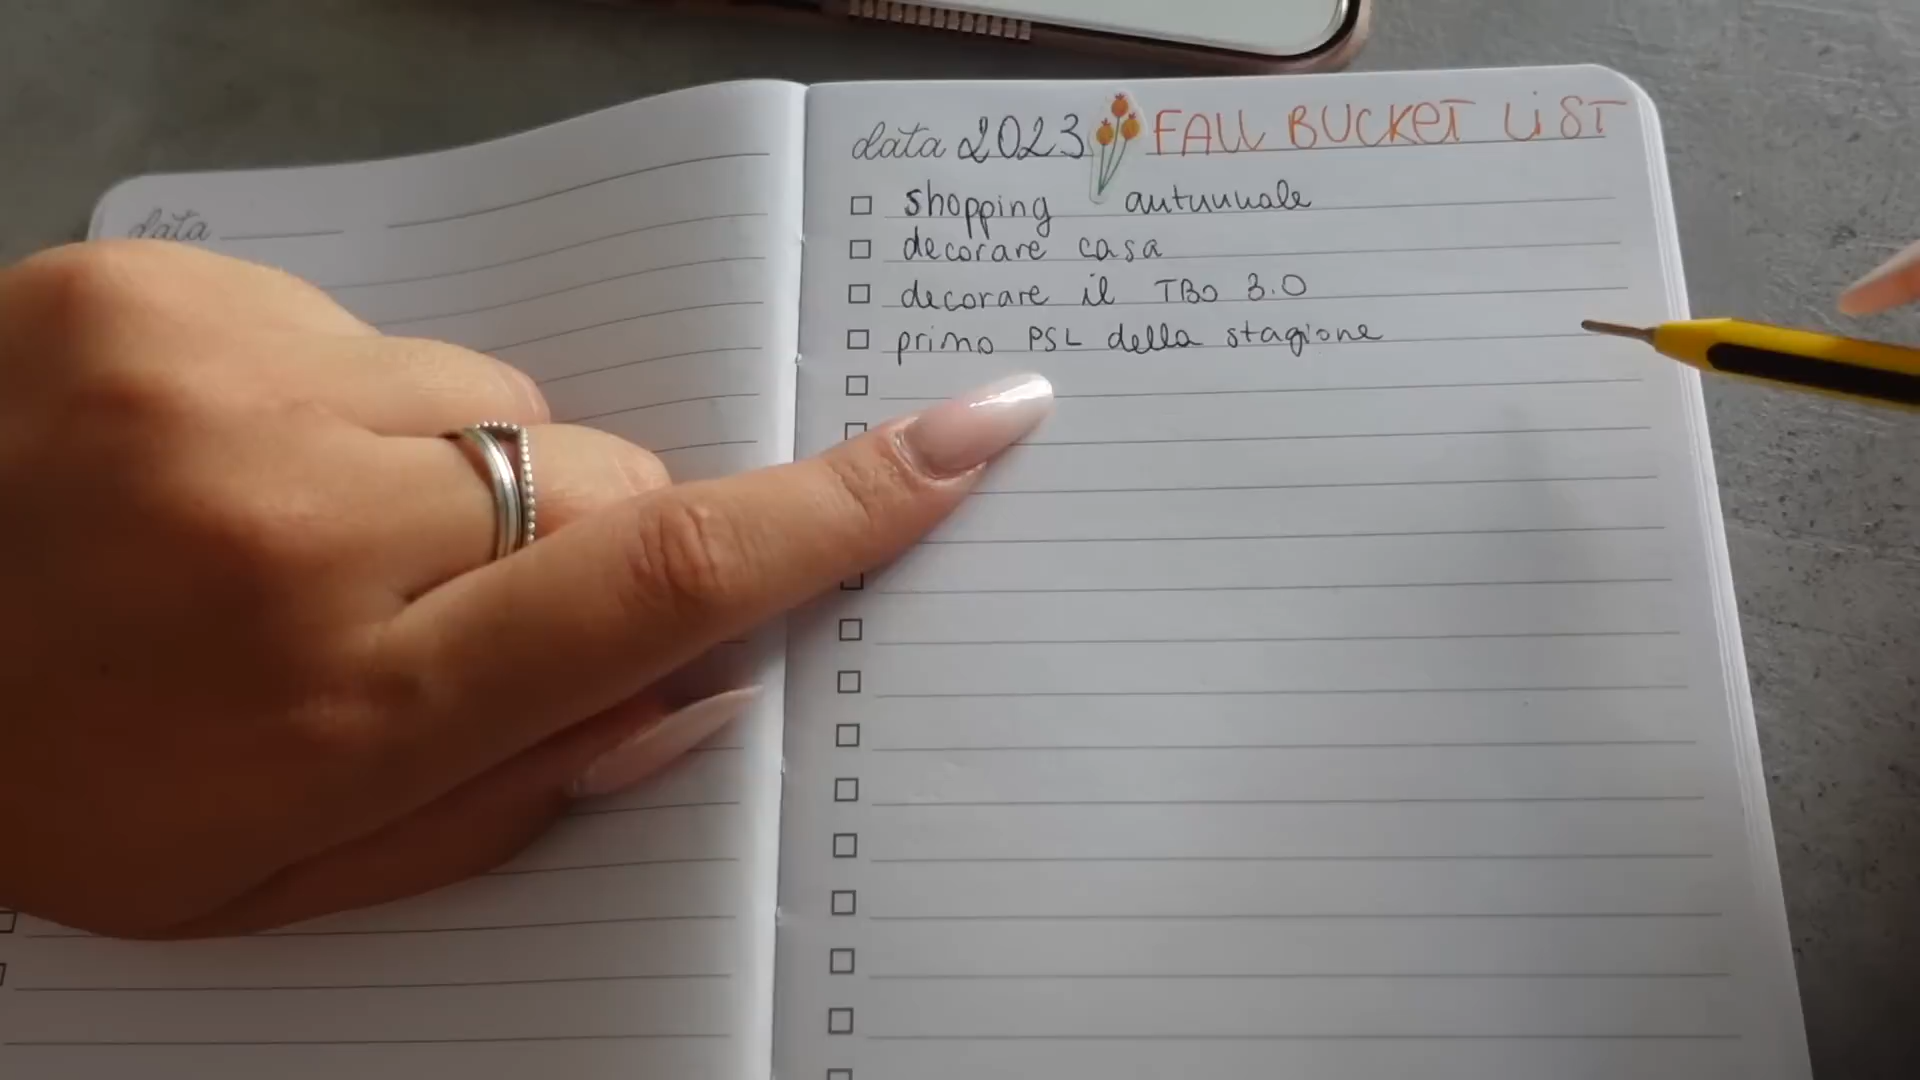 data
data 2023 FALL BUCKET LiST
shopping autunnale
decorare casa
decorare il TBO 3.0
primo PSL della stagione